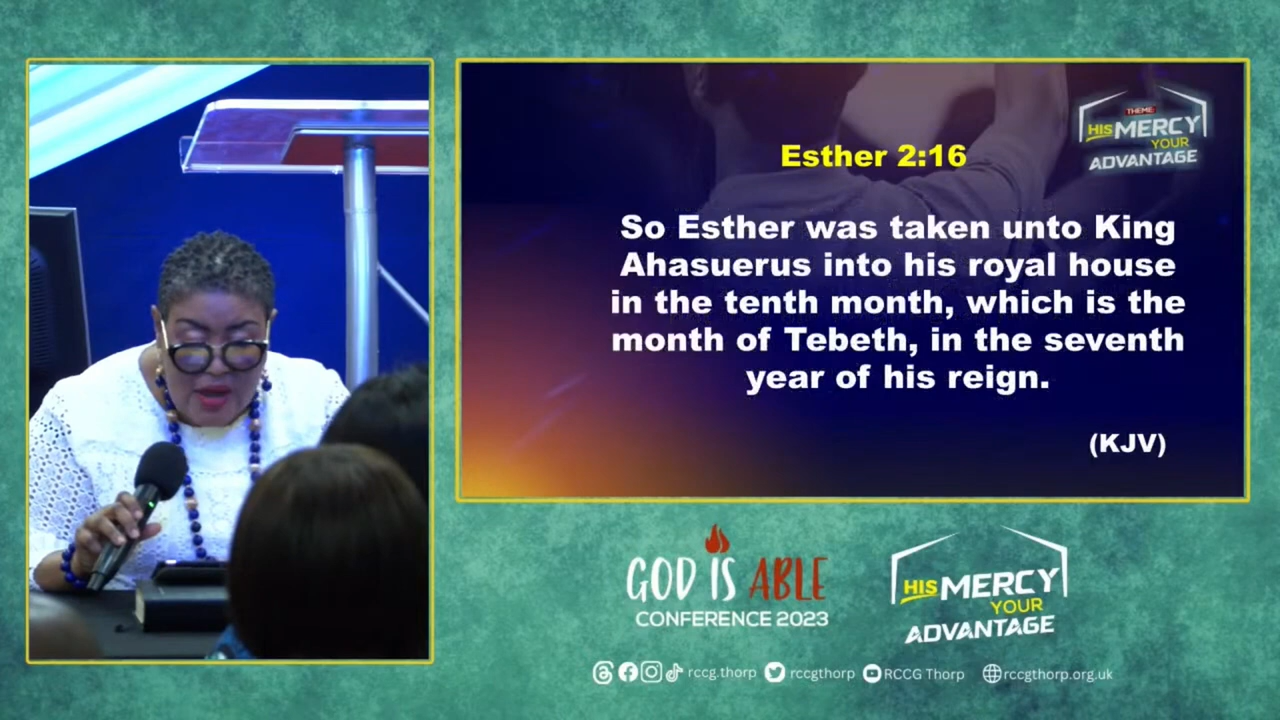 THEME:
HIS MERCY
YOUR
ADVANTAGE
Esther 2:16
So Esther was taken unto King
Ahasuerus into his royal house
in the tenth month, which is the
month of Tebeth, in the seventh
year of his reign.
(KJV)
GOD IS ABLE
CONFERENCE 2023
HIS MERCY
YOUR
ADVANTAGE
rccg.thorp rccgthorp RCCG Thorp rccgthorp.org.uk